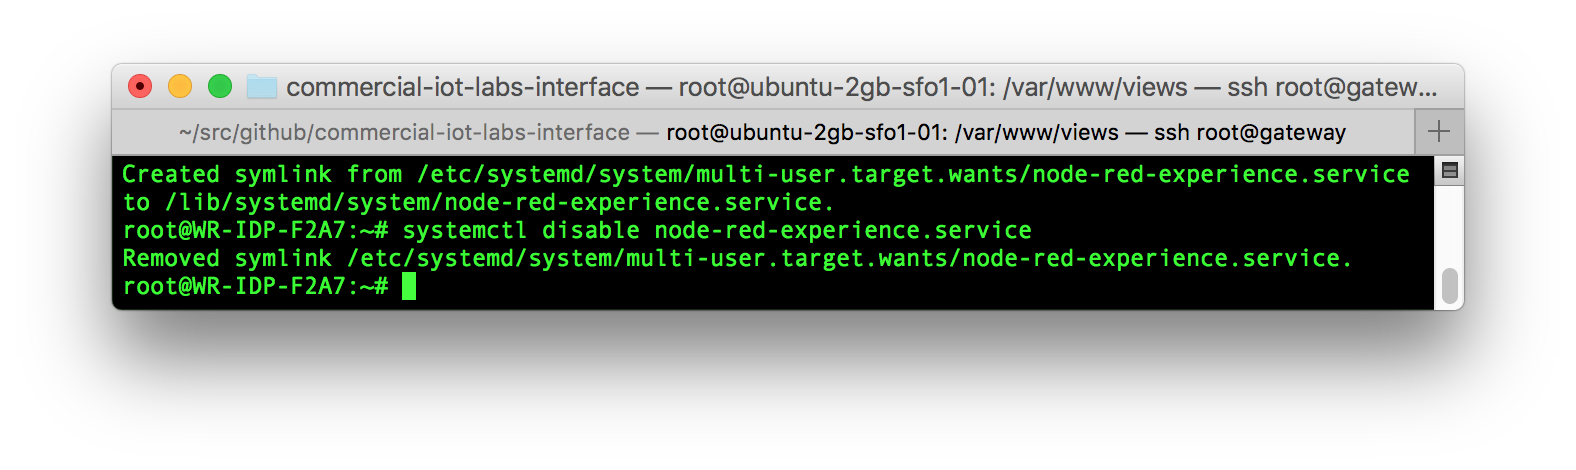 commercial-iot-labs-interface — root@ubuntu-2gb-sfo1-01: /var/www/views — ssh root@gatew...
~/src/github/commercial-iot-labs-interface — root@ubuntu-2gb-sfo1-01: /var/www/views — ssh root@gateway
Created symlink from /etc/systemd/system/multi-user.target.wants/node-red-experience.service
to /lib/systemd/system/node-red-experience.service.
root@WR-IDP-F2A7:~# systemctl disable node-red-experience.service
Removed symlink /etc/systemd/system/multi-user.target.wants/node-red-experience.service.
root@WR-IDP-F2A7:~#